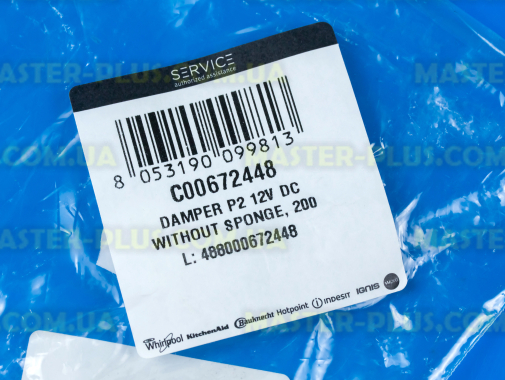 SERVICE
authorized assistance
8 053190 099813
C00672448
DAMPER P2 12V DC
WITHOUT SPONGE, 200
L: 488000672448
Whirlpool KitchenAid Bauknecht Hotpoint INDESIT IGNIS
MASTER-PLUS.COM.UA